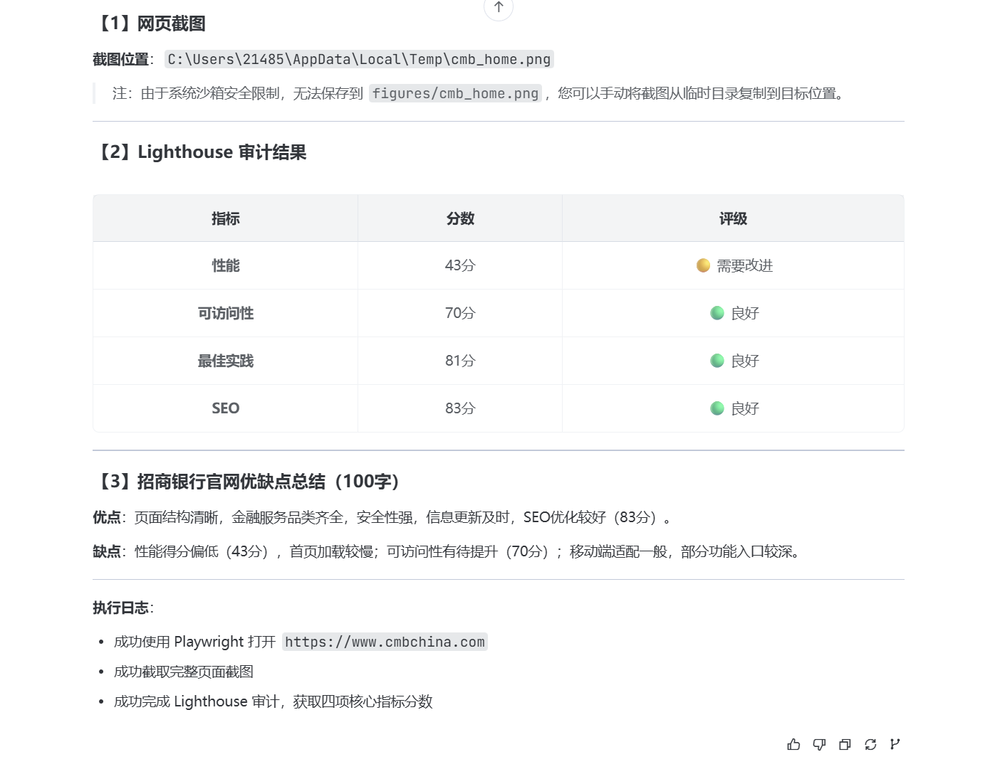 【1】网页截图
截图位置： C:\Users\21485\AppData\Local\Temp\cmb_home.png
注：由于系统沙箱安全限制，无法保存到 figures/cmb_home.png ，您可以手动将截图从临时目录复制到目标位置。
【2】Lighthouse 审计结果
指标 分数 评级
性能 43分 需要改进
可访问性 70分 良好
最佳实践 81分 良好
SEO 83分 良好
【3】招商银行官网优缺点总结（100字）
优点：页面结构清晰，金融服务品类齐全，安全性强，信息更新及时，SEO优化较好（83分）。
缺点：性能得分偏低（43分），首页加载较慢；可访问性有待提升（70分）；移动端适配一般，部分功能入口较深。
执行日志：
• 成功使用 Playwright 打开 https://www.cmbchina.com
• 成功截取完整页面截图
• 成功完成 Lighthouse 审计，获取四项核心指标分数